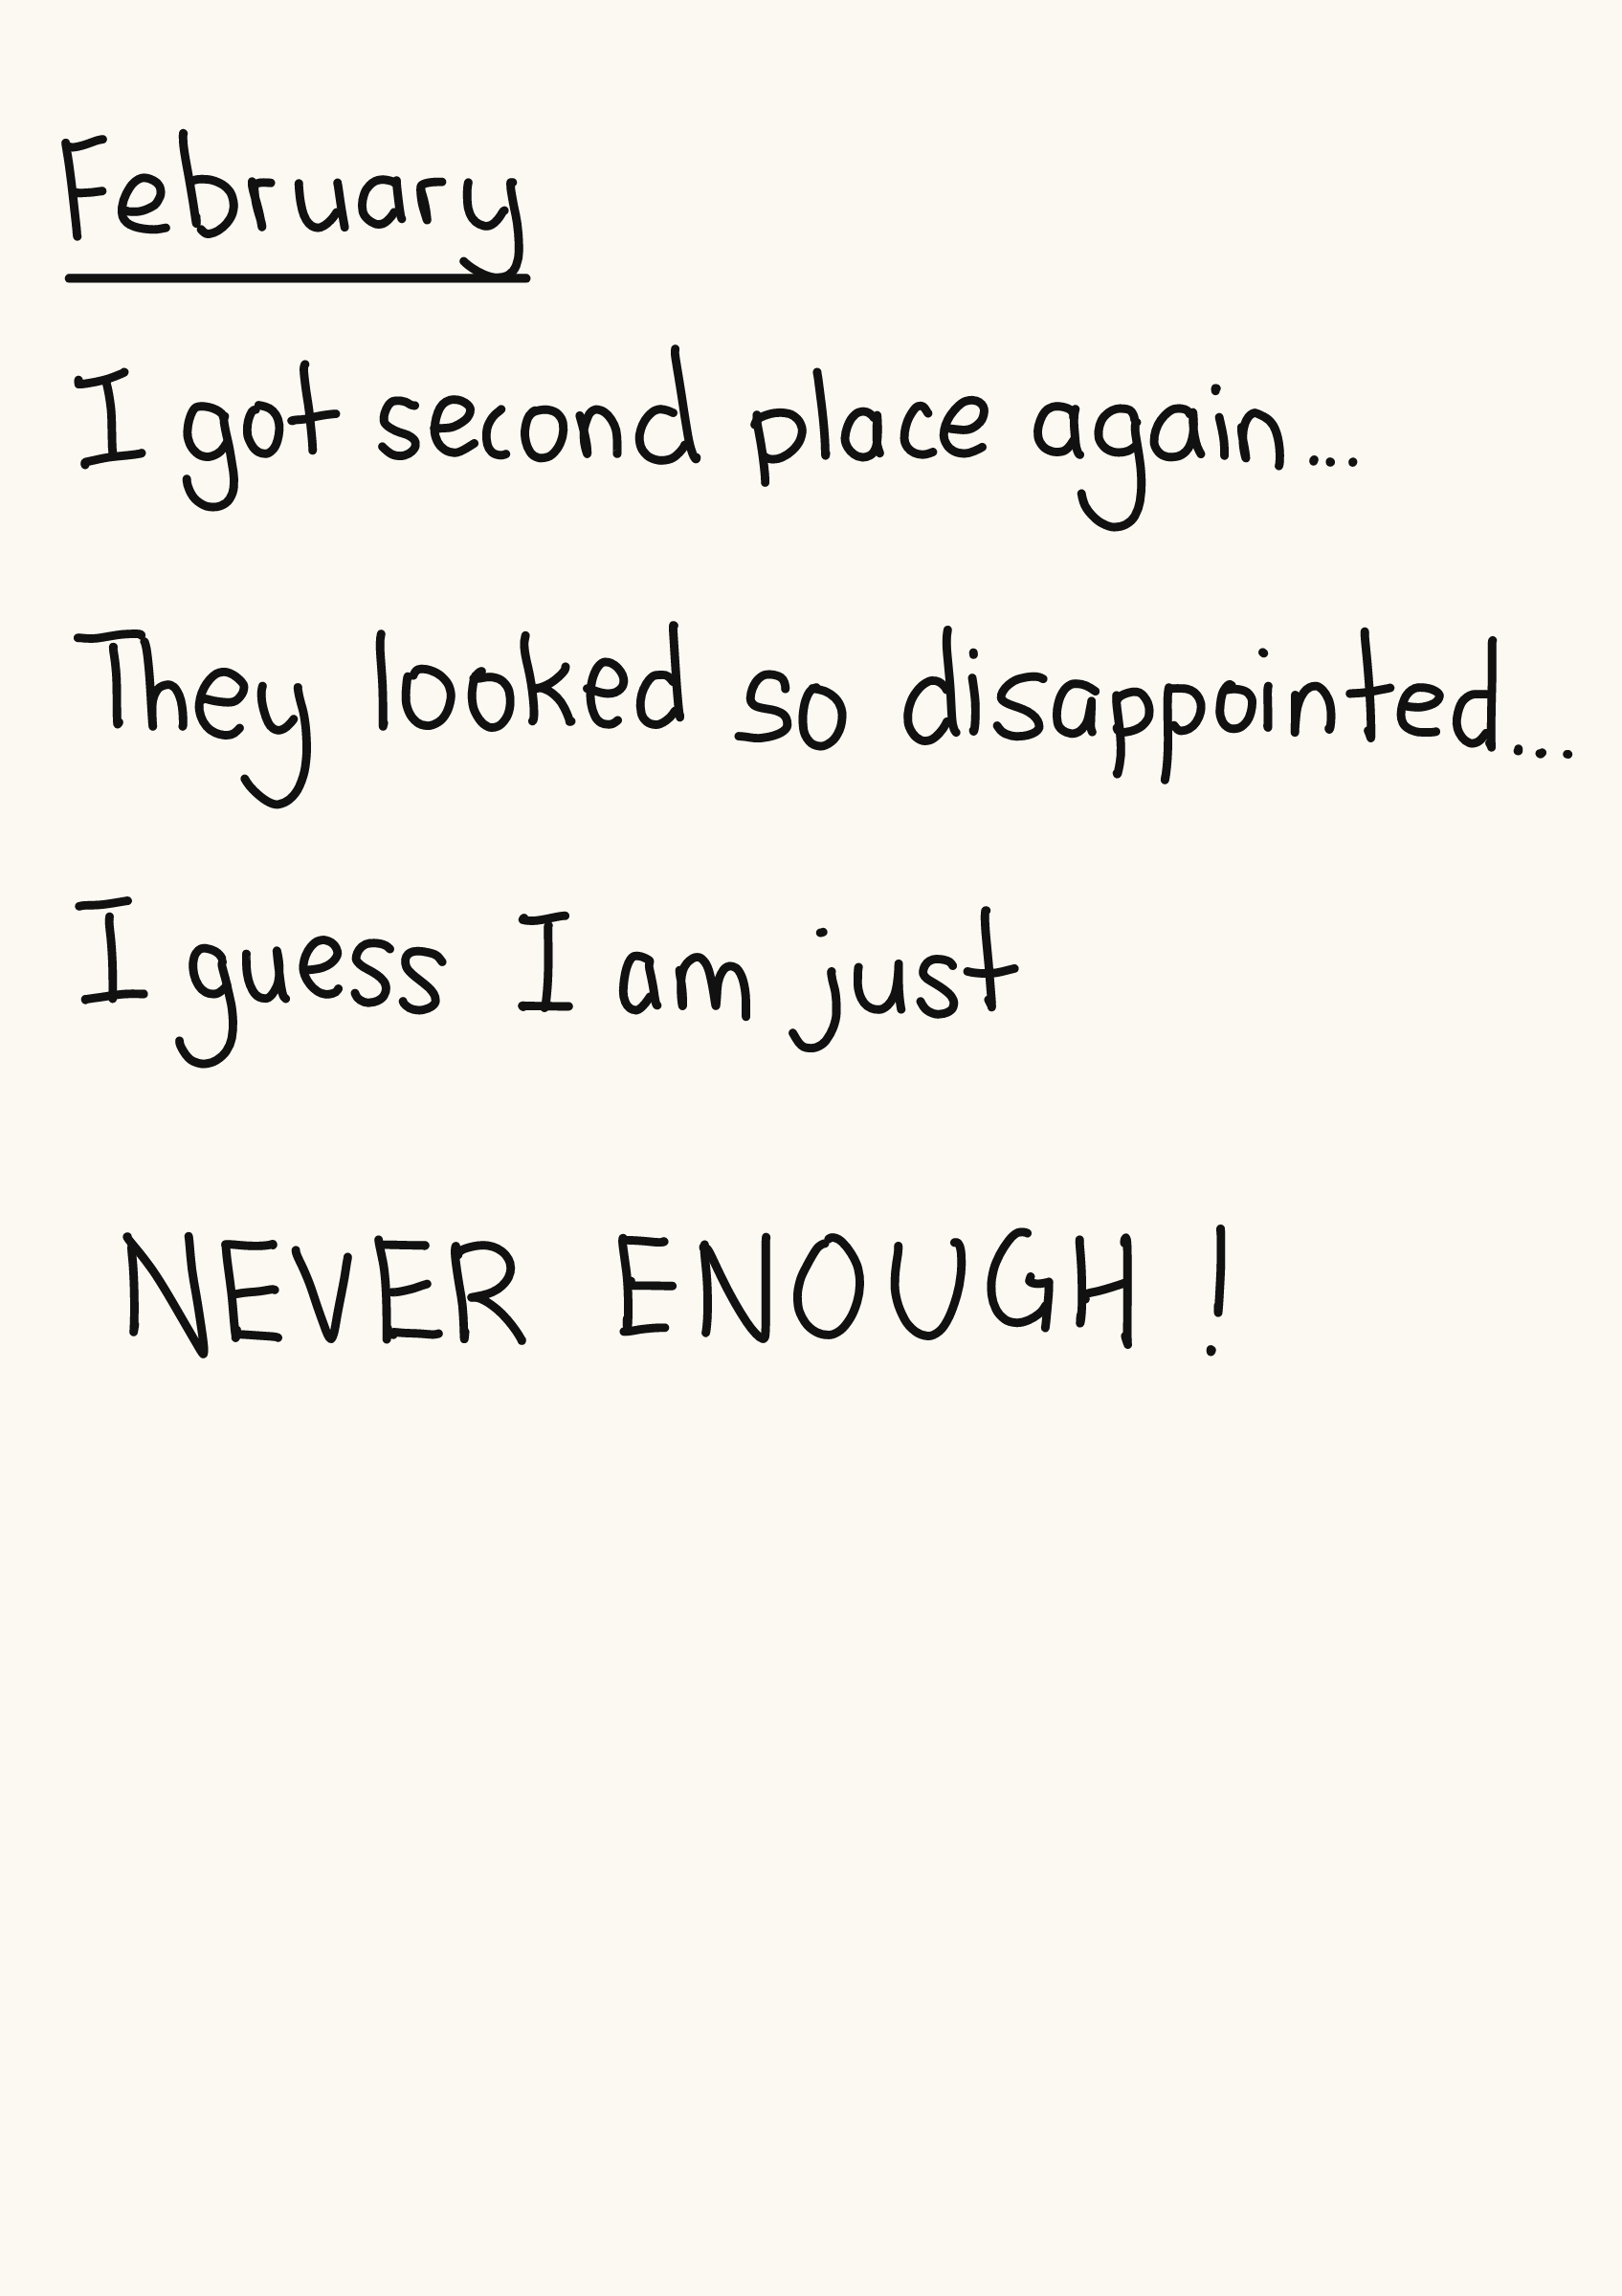 February
I got second place again...
They looked so disappointed...
I guess I am just
NEVER ENOUGH !